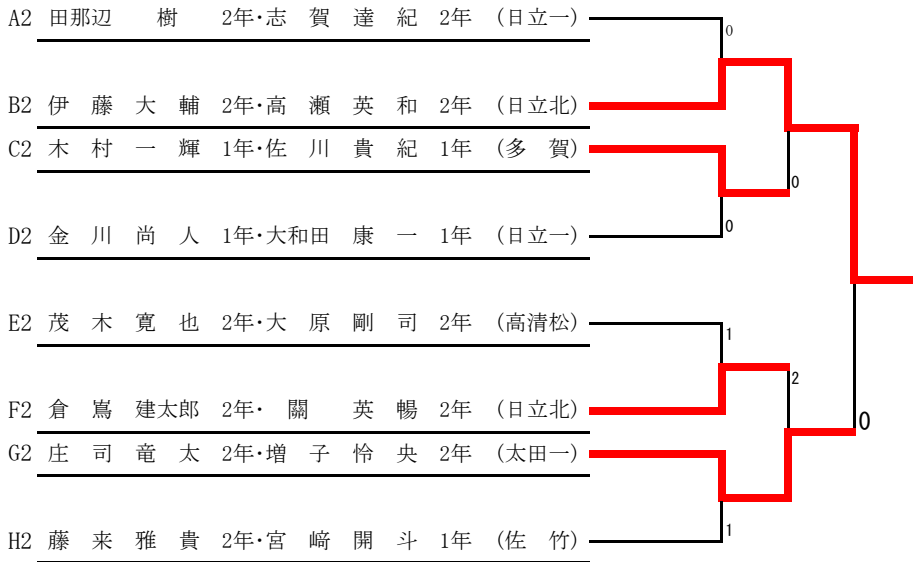 A2 田那辺 樹 2年・志賀達紀 2年 (日立一)
0
B2 伊藤大輔 2年・高瀬英和 2年 (日立北)
C2 木村一輝 1年・佐川貴紀 1年 (多賀)
0
D2 金川尚人 1年・大和田康一 1年 (日立一)
0
E2 茂木寛也 2年・大原剛司 2年 (高清松)
1
2
F2 倉嶌建太郎 2年・關 英暢 2年 (日立北)
0
G2 庄司竜太 2年・増子怜央 2年 (太田一)
H2 藤来雅貴 2年・宮﨑開斗 1年 (佐竹)
1